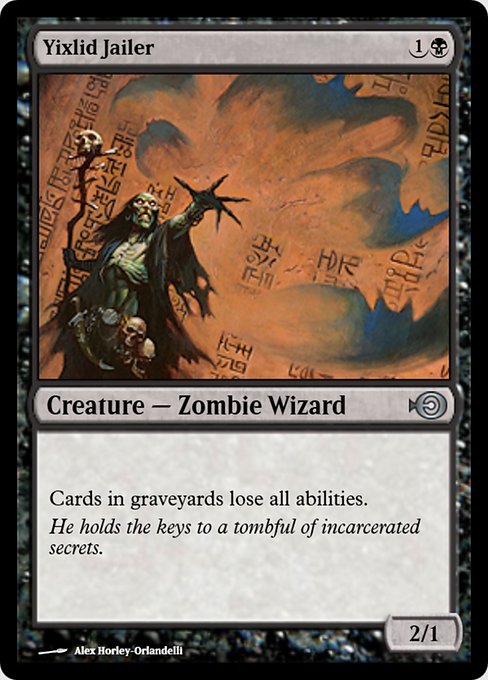 Yixlid Jailer 1
Creature — Zombie Wizard
Cards in graveyards lose all abilities.
He holds the keys to a tombful of incarcerated
secrets.
2/1
Alex Horley-Orlandelli